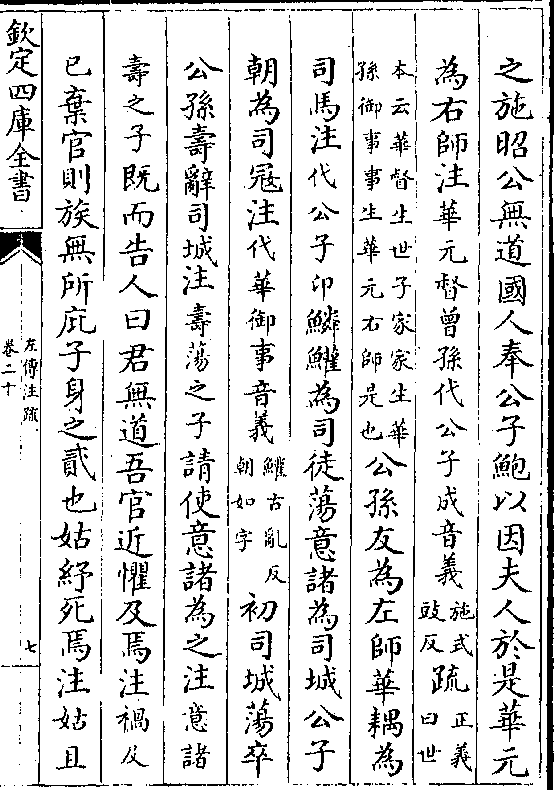 之施昭公無道國人奉公子鮑以因夫人於是華元
為右師注華元督曾孫代公子成音義施式豉反疏正義曰世
本云華督生世子家家生華孫御事事生華元右師是也公孫友為左師華耦為
司馬注代公子卬鱗鱹為司徒蕩意諸為司城公子
朝為司冦注代華御事音義鱹古亂反朝如字初司城蕩卒
公孫壽辭司城注壽蕩之子請使意諸為之注意諸
壽之子既而告人曰君無道吾官近懼及焉注禍及
已棄官則族無所庇子身之貳也姑紓死焉注姑且
欽定四庫全書
左傳注疏
卷二十
七